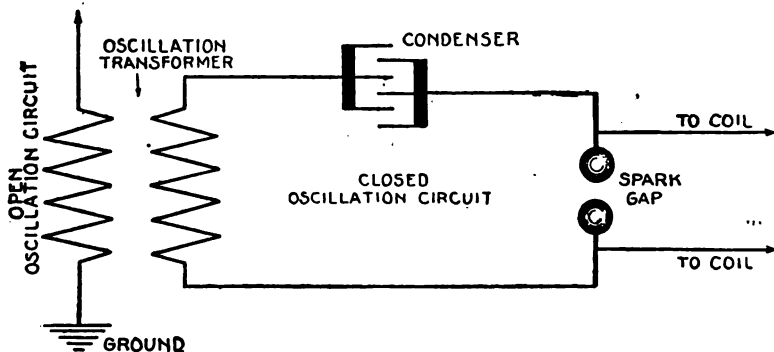 OSCILLATION
TRANSFORMER
CONDENSER
OPEN
OSCILLATION CIRCUIT
TO COIL
CLOSED
OSCILLATION CIRCUIT
SPARK
GAP
TO COIL
GROUND